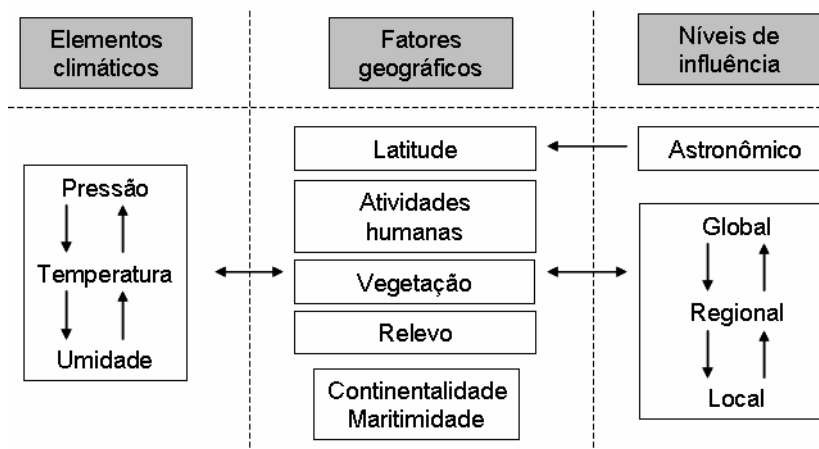 Elementos
climáticos
Fatores
geográficos
Níveis de
influência
Pressão
Temperatura
Umidade
Latitude
Atividades
humanas
Vegetação
Relevo
Continentalidade
Maritimidade
Astronômico
Global
Regional
Local